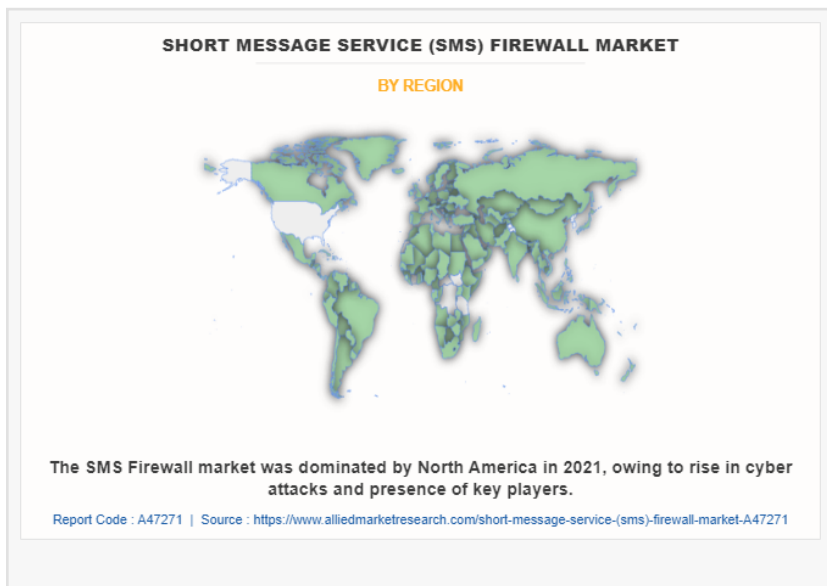 SHORT MESSAGE SERVICE (SMS) FIREWALL MARKET
BY REGION
The SMS Firewall market was dominated by North America in 2021, owing to rise in cyber
attacks and presence of key players.
Report Code : A47271 | Source : https://www.alliedmarketresearch.com/short-message-service-(sms)-firewall-market-A47271